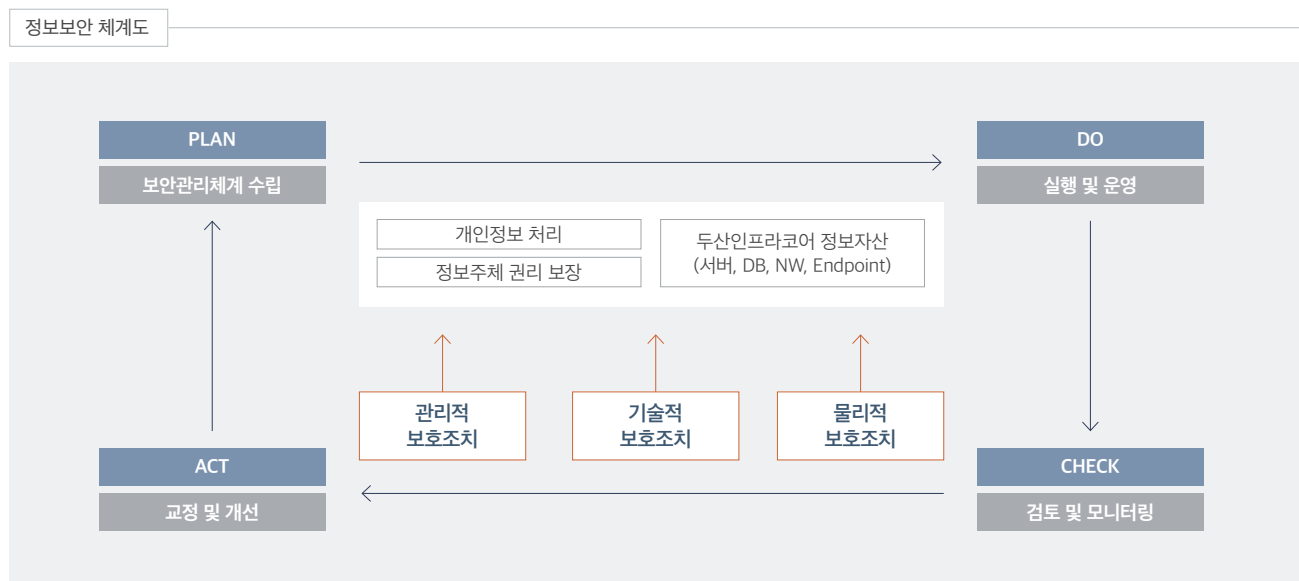 정보보안 체계도
PLAN
보안관리체계 수립
DO
실행 및 운영
개인정보 처리
정보주체 권리 보장
두산인프라코어 정보자산
(서버, DB, NW, Endpoint)
관리적
보호조치
기술적
보호조치
물리적
보호조치
ACT
교정 및 개선
CHECK
검토 및 모니터링